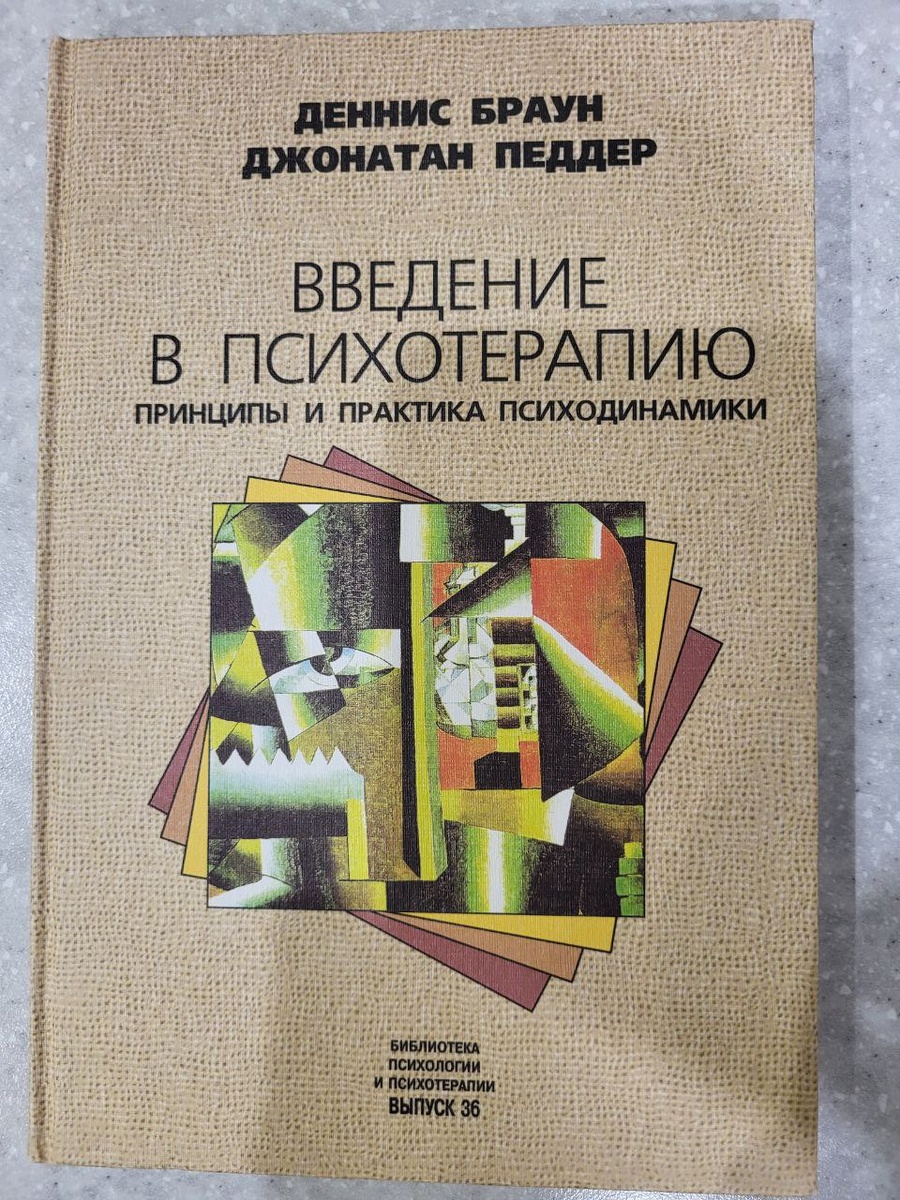 ДЕННИС БРАУН
ДЖОНАТАН ПЕДДЕР
ВВЕДЕНИЕ
В ПСИХОТЕРАПИЮ
ПРИНЦИПЫ И ПРАКТИКА ПСИХОДИНАМИКИ
БИБЛИОТЕКА
ПСИХОЛОГИИ
И ПСИХОТЕРАПИИ
ВЫПУСК 36